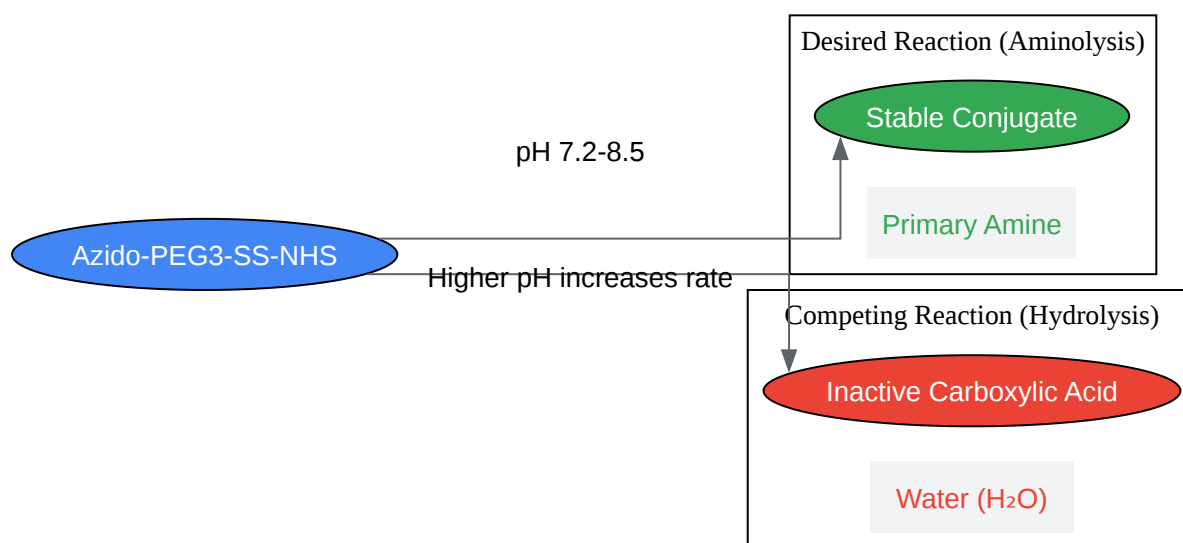 Desired Reaction (Aminolysis)
Stable Conjugate
pH 7.2-8.5
Primary Amine
Azido-PEG3-SS-NHS
Higher pH increases rate
Competing Reaction (Hydrolysis)
Inactive Carboxylic Acid
Water (H₂O)